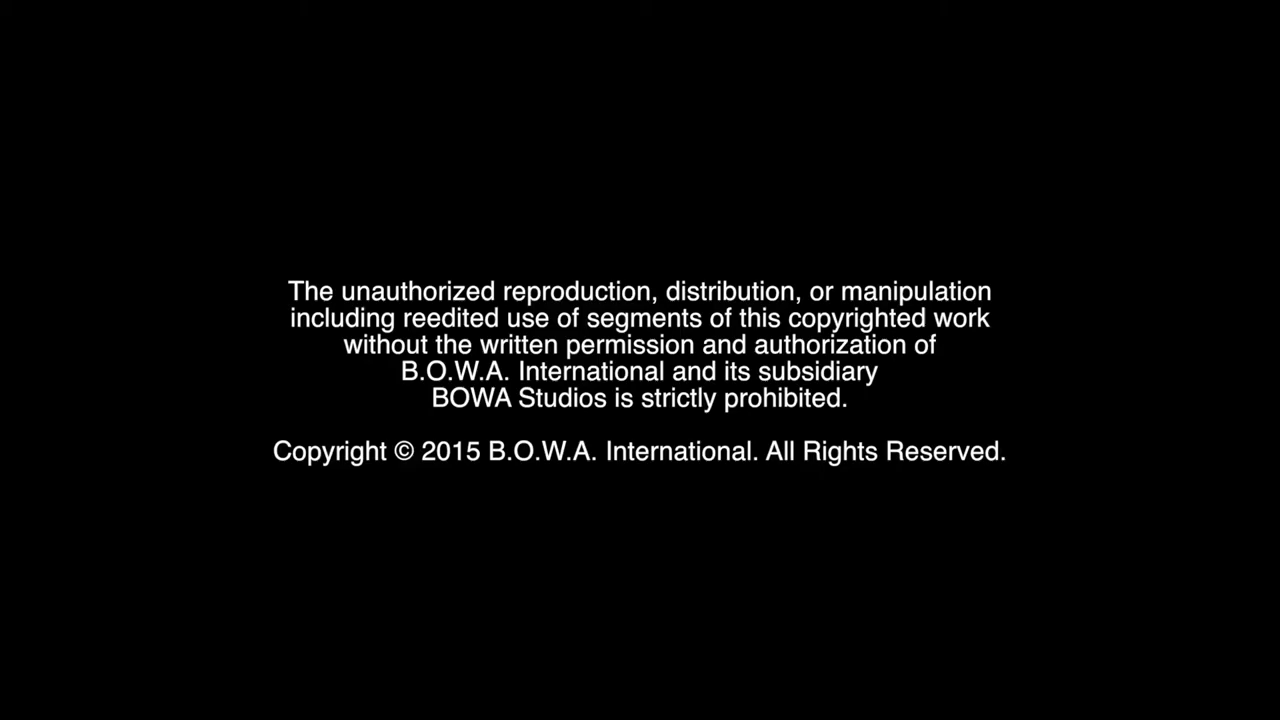 The unauthorized reproduction, distribution, or manipulation
including reedited use of segments of this copyrighted work
without the written permission and authorization of
B.O.W.A. International and its subsidiary
BOWA Studios is strictly prohibited.
Copyright © 2015 B.O.W.A. International. All Rights Reserved.